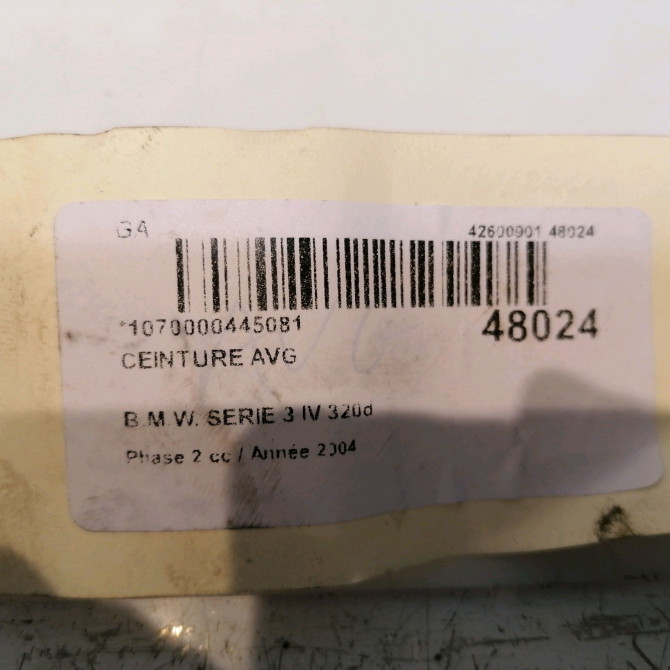 GA
42600901 48024
*1070000445081
48024
CEINTURE AVG
B.M.W. SERIE 3 IV 320d
Phase 2 cc / Année 2004